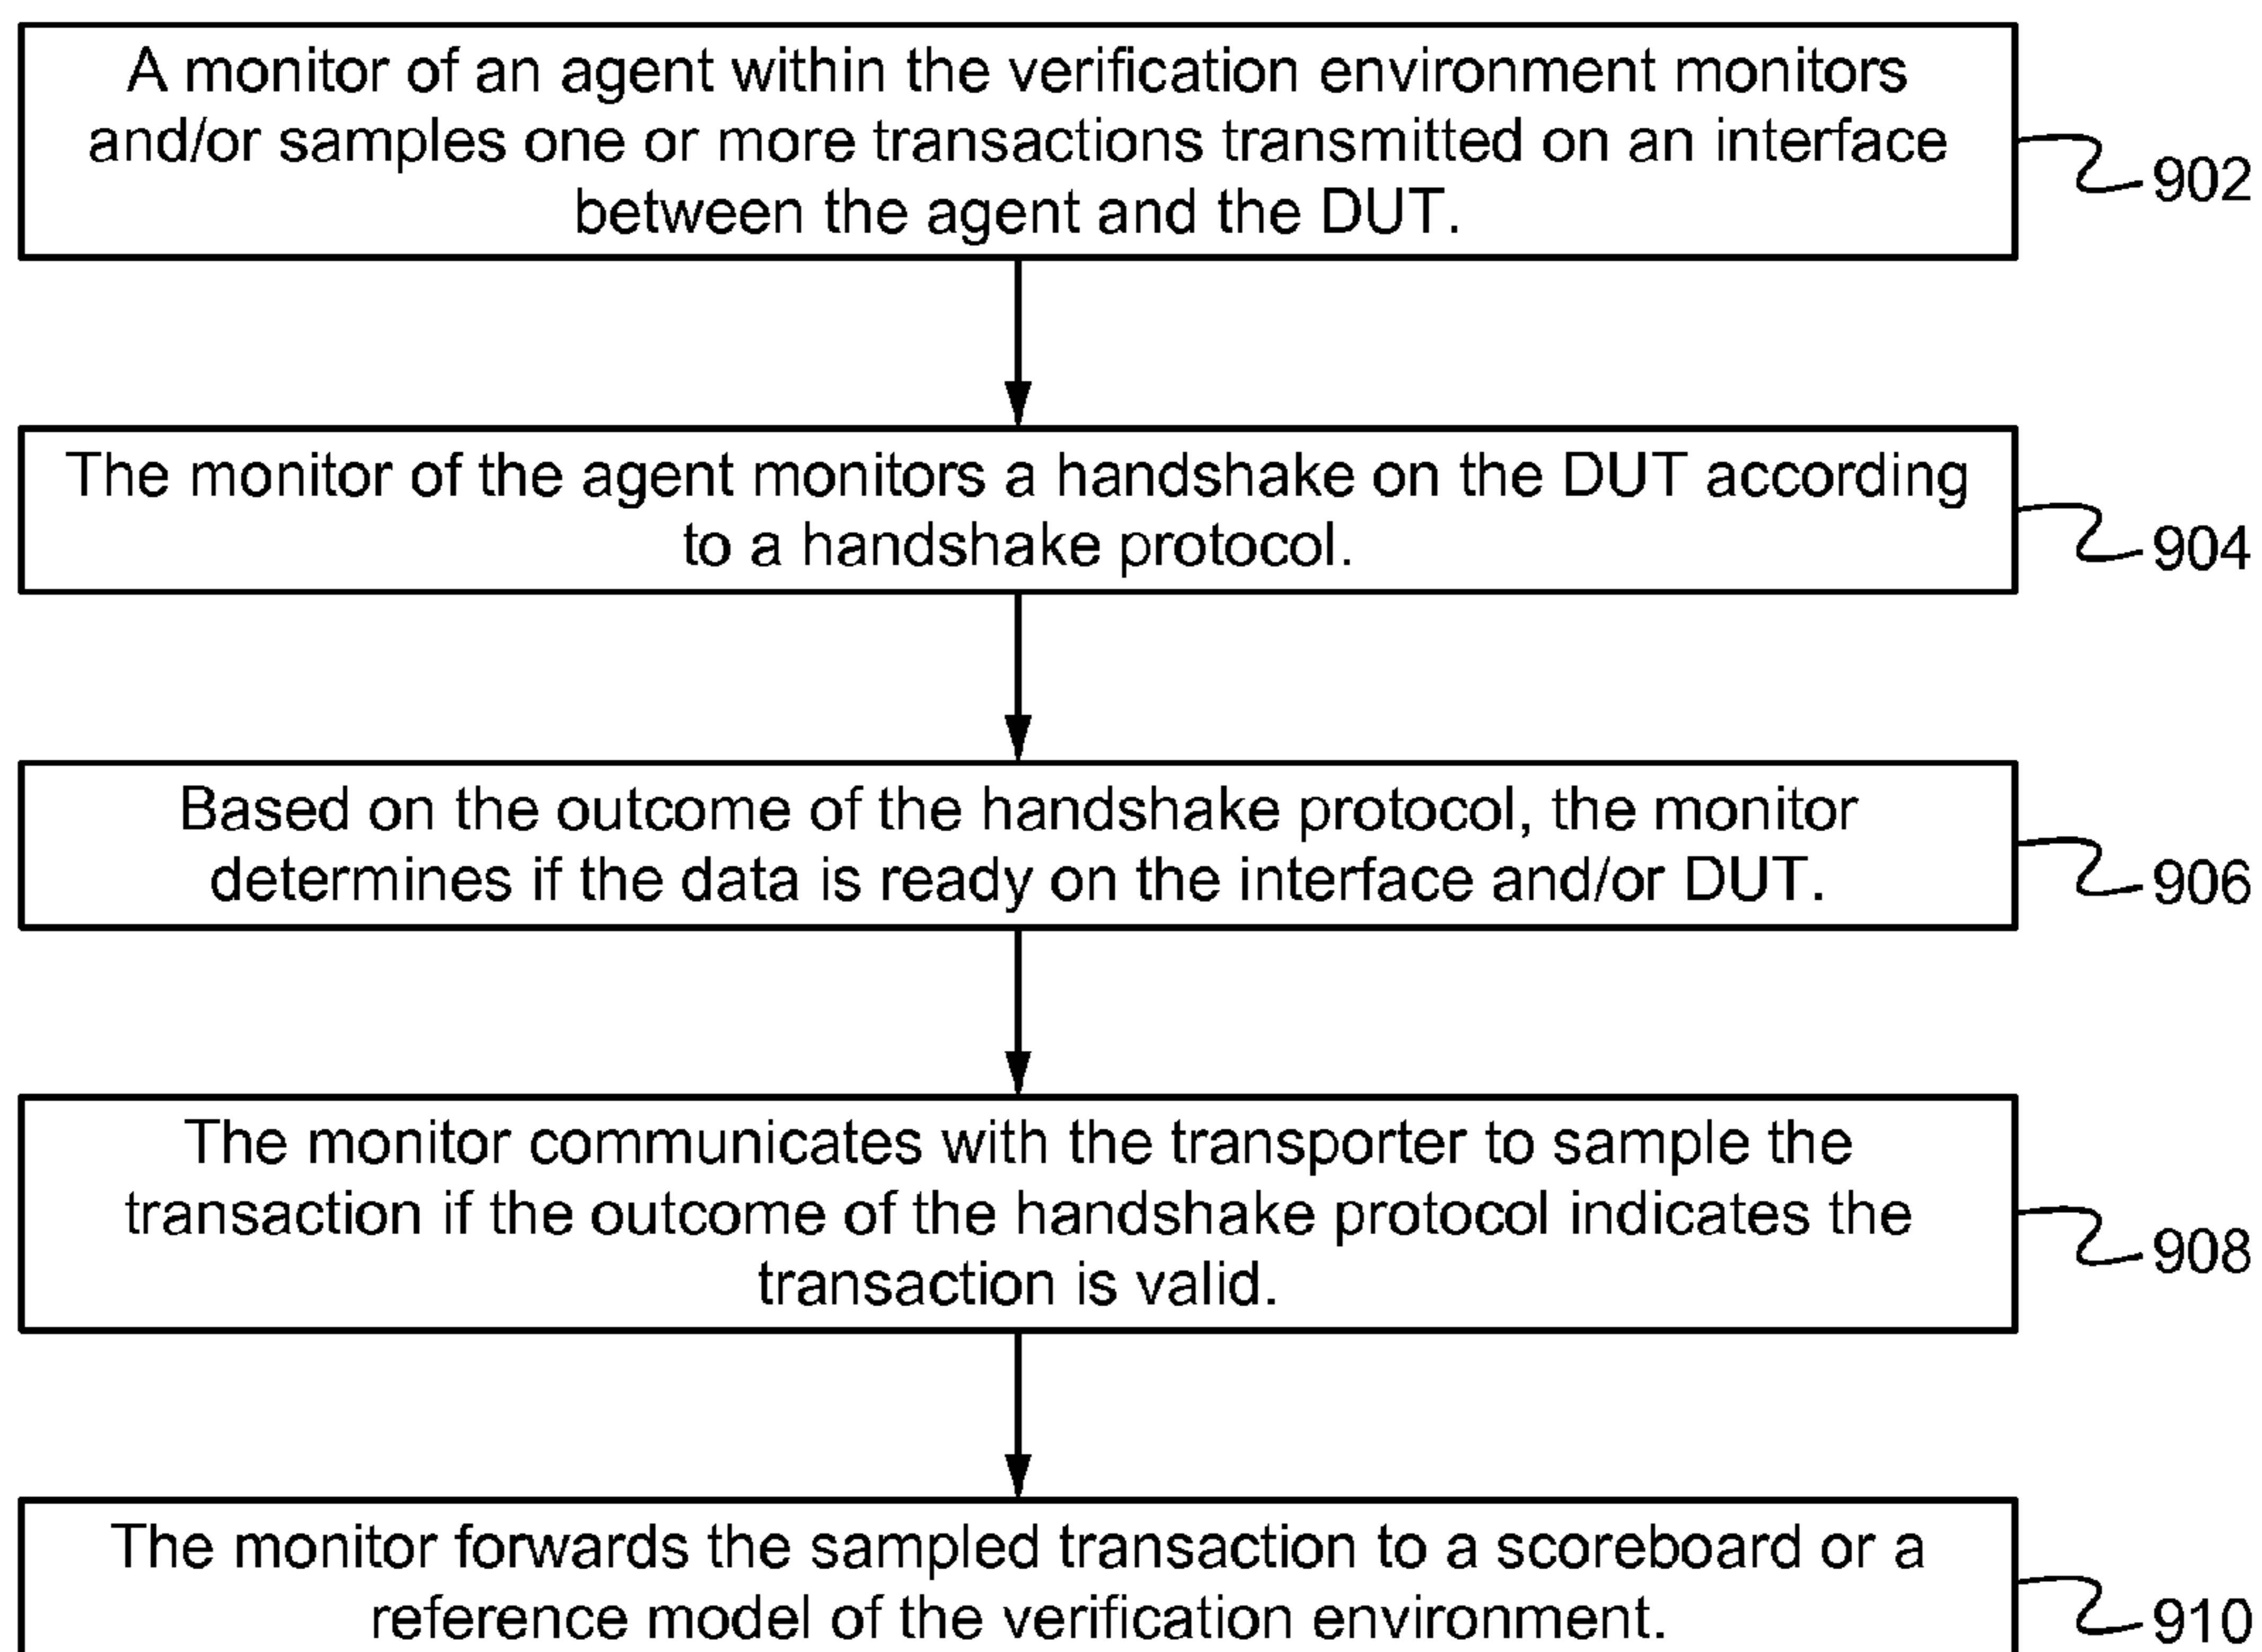 A monitor of an agent within the verification environment monitors
and/or samples one or more transactions transmitted on an interface
between the agent and the DUT.
902
The monitor of the agent monitors a handshake on the DUT according
to a handshake protocol.
904
Based on the outcome of the handshake protocol, the monitor
determines if the data is ready on the interface and/or DUT.
906
The monitor communicates with the transporter to sample the
transaction if the outcome of the handshake protocol indicates the
transaction is valid.
908
The monitor forwards the sampled transaction to a scoreboard or a
reference model of the verification environment.
910